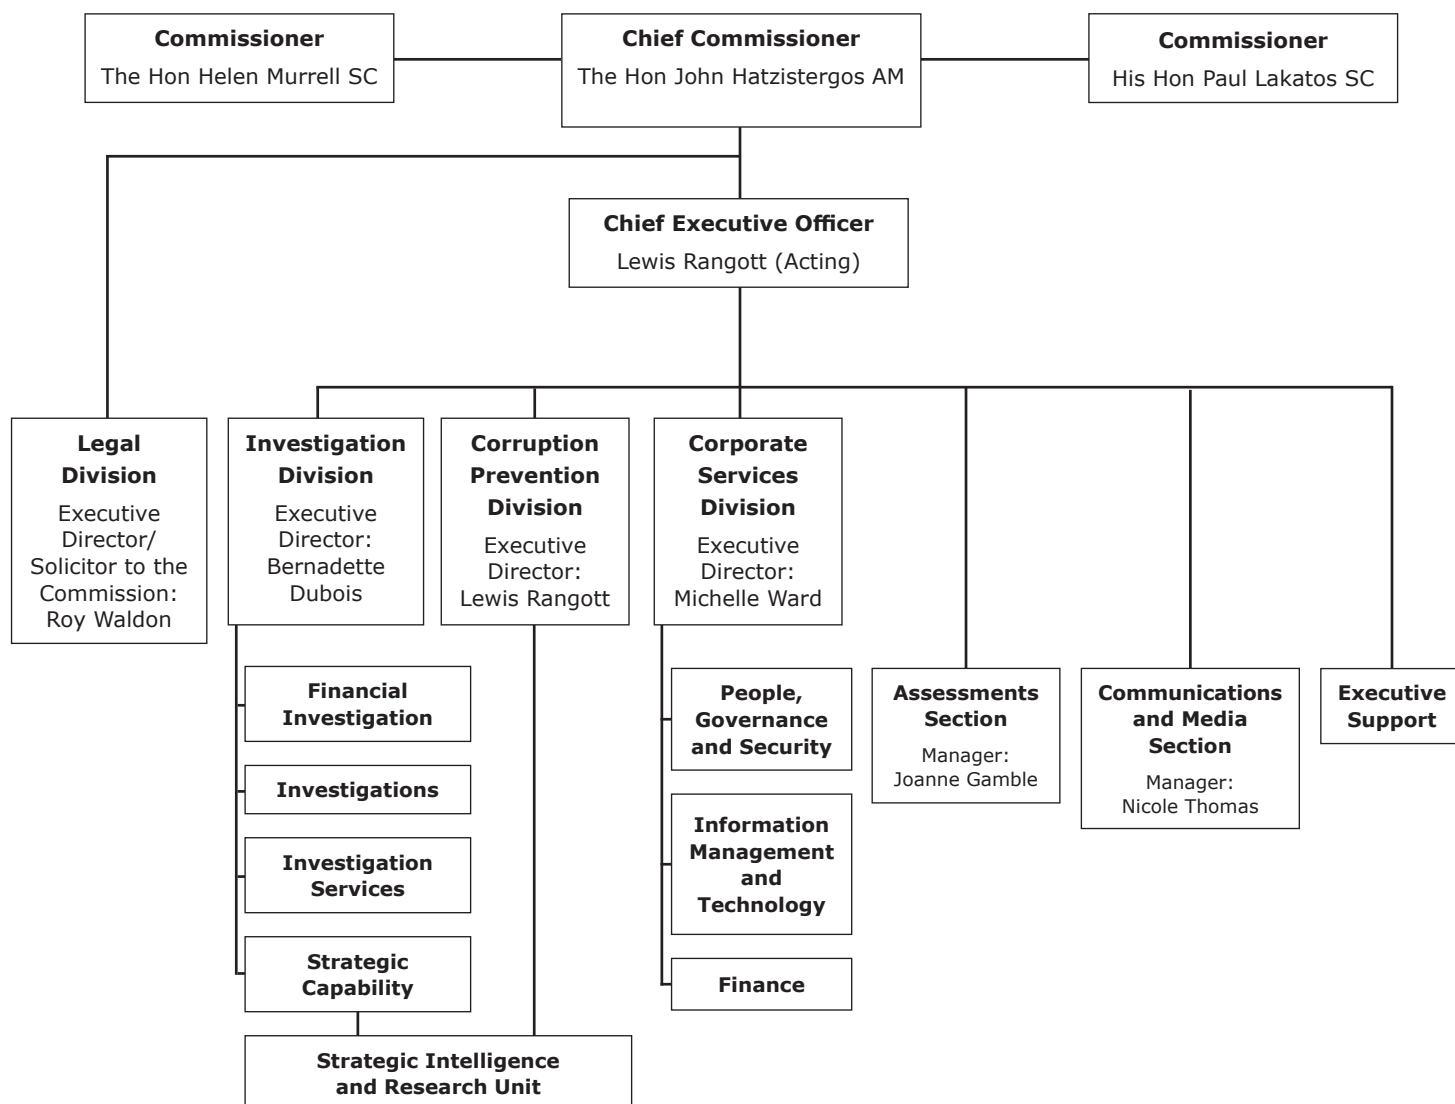 Commissioner
The Hon Helen Murrell SC
Chief Commissioner
The Hon John Hatzistergos AM
Commissioner
His Hon Paul Lakatos SC
Chief Executive Officer
Lewis Rangott (Acting)
Legal
Division
Executive
Director/
Solicitor to the
Commission:
Roy Waldon
Investigation
Division
Executive
Director:
Bernadette
Dubois
Corruption
Prevention
Division
Executive
Director:
Lewis Rangott
Corporate
Services
Division
Executive
Director:
Michelle Ward
Financial
Investigation
Investigations
Investigation
Services
Strategic
Capability
Strategic Intelligence
and Research Unit
People,
Governance
and Security
Information
Management
and
Technology
Finance
Assessments
Section
Manager:
Joanne Gamble
Communications
and Media
Section
Manager:
Nicole Thomas
Executive
Support